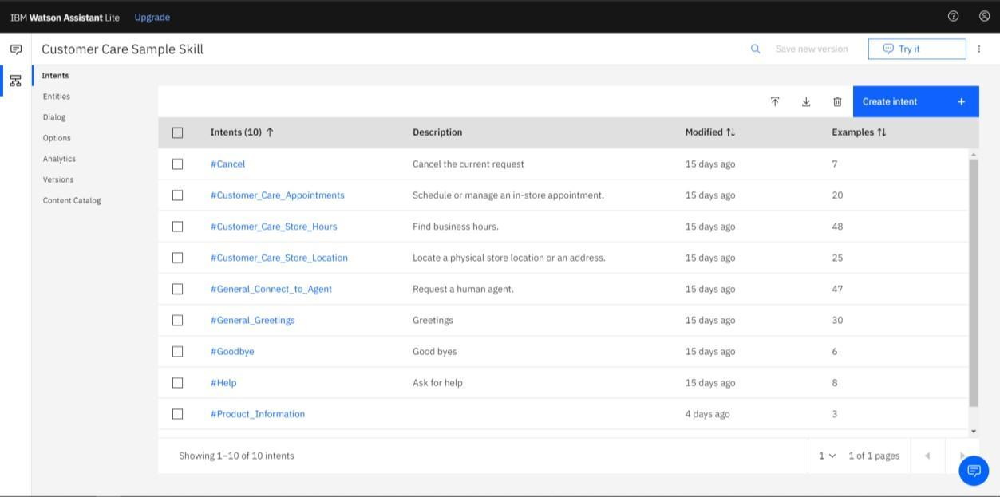 IBM Watson Assistant Lite Upgrade
Customer Care Sample Skill Save new version Try it
Intents
Entities
Dialog
Options
Analytics
Versions
Content Catalog
Create intent +
Intents (10) ↑ Description Modified ↑↓ Examples ↑↓
#Cancel Cancel the current request 15 days ago 7
#Customer_Care_Appointments Schedule or manage an in-store appointment. 15 days ago 20
#Customer_Care_Store_Hours Find business hours. 15 days ago 48
#Customer_Care_Store_Location Locate a physical store location or an address. 15 days ago 25
#General_Connect_to_Agent Request a human agent. 15 days ago 47
#General_Greetings Greetings 15 days ago 30
#Goodbye Good byes 15 days ago 6
#Help Ask for help 15 days ago 8
#Product_Information 4 days ago 3
Showing 1–10 of 10 intents 1 1 of 1 pages